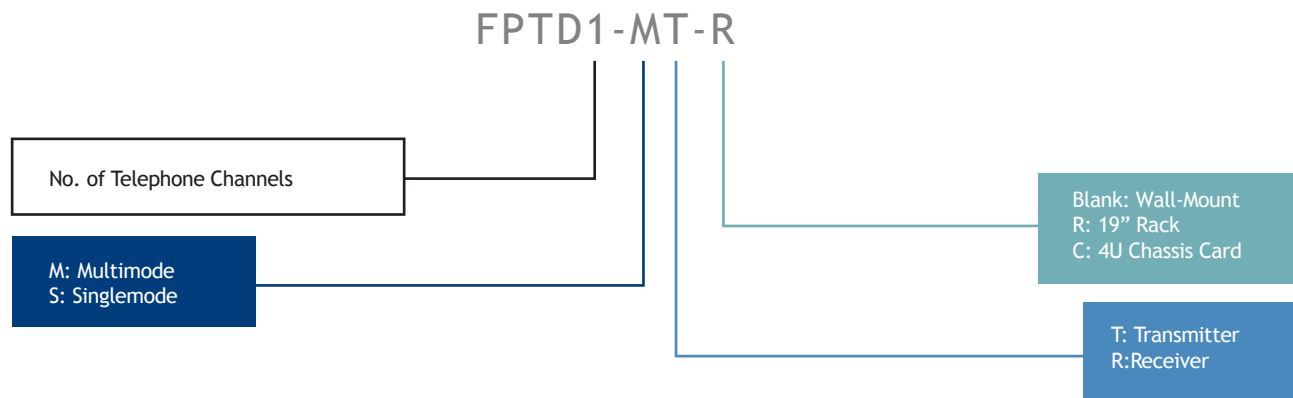 FPTD1-MT-R
No. of Telephone Channels
M: Multimode
S: Singlemode
Blank: Wall-Mount
R: 19” Rack
C: 4U Chassis Card
T: Transmitter
R:Receiver